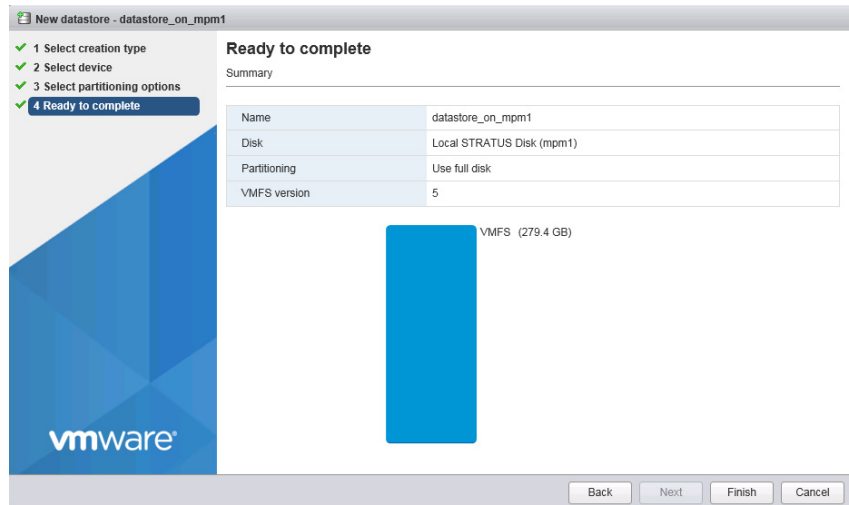 New datastore - datastore_on_mpm1
1 Select creation type
2 Select device
3 Select partitioning options
4 Ready to complete
Ready to complete
Summary
Name datastore_on_mpm1
Disk Local STRATUS Disk (mpm1)
Partitioning Use full disk
VMFS version 5
VMFS (279.4 GB)
vmware®
Back Next Finish Cancel